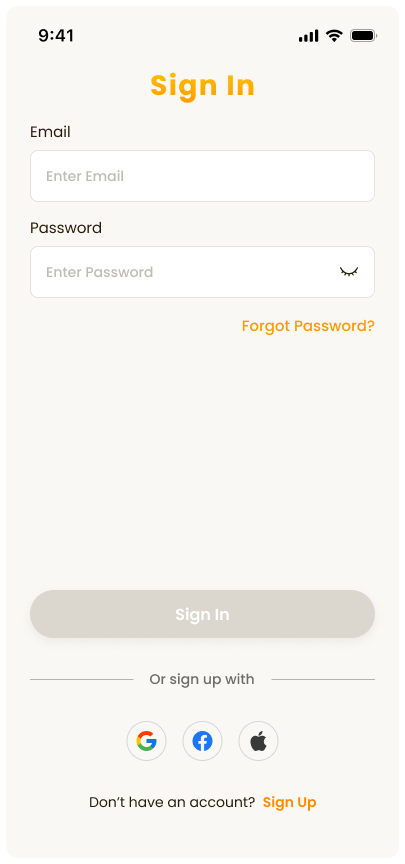 9:41
Sign In
Email
Enter Email
Password
Enter Password
Forgot Password?
Sign In
Or sign up with
Don’t have an account? Sign Up